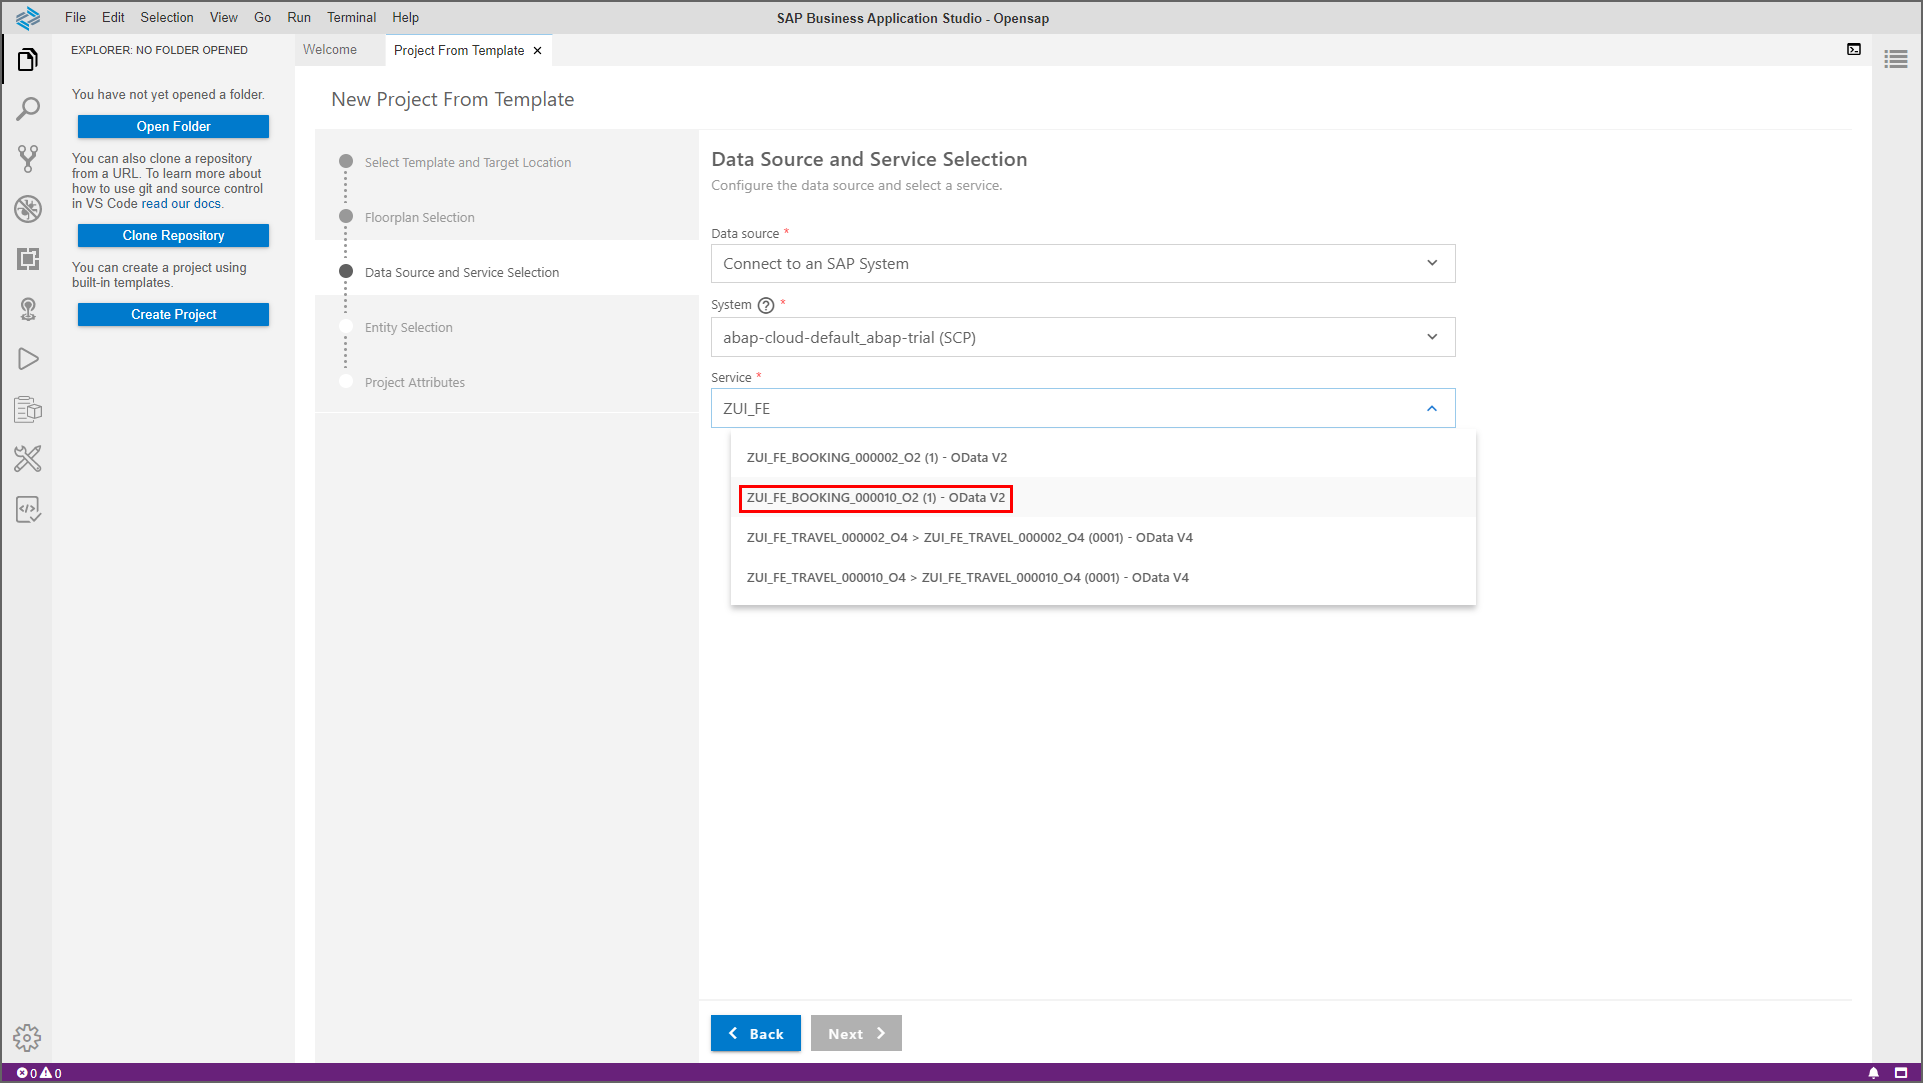 File Edit Selection View Go Run Terminal Help
SAP Business Application Studio - Opensap
EXPLORER: NO FOLDER OPENED
You have not yet opened a folder.
Open Folder
You can also clone a repository
from a URL. To learn more about
how to use git and source control
in VS Code read our docs.
Clone Repository
You can create a project using
built-in templates.
Create Project
Welcome
Project From Template
New Project From Template
Select Template and Target Location
Floorplan Selection
Data Source and Service Selection
Entity Selection
Project Attributes
Data Source and Service Selection
Configure the data source and select a service.
Data source *
Connect to an SAP System
System ? *
abap-cloud-default_abap-trial (SCP)
Service *
ZUI_FE
ZUI_FE_BOOKING_000002_O2 (1) - OData V2
ZUI_FE_BOOKING_000010_O2 (1) - OData V2
ZUI_FE_TRAVEL_000002_O4 > ZUI_FE_TRAVEL_000002_O4 (0001) - OData V4
ZUI_FE_TRAVEL_000010_O4 > ZUI_FE_TRAVEL_000010_O4 (0001) - OData V4
Back
Next
0 0